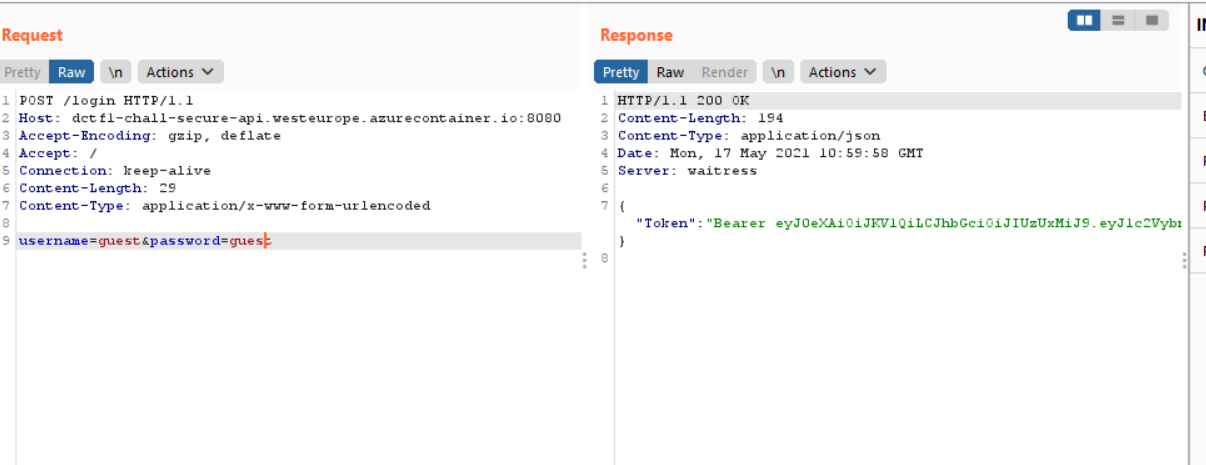 Request
Pretty Raw \n Actions
1 POST /login HTTP/1.1
2 Host: dctf1-chall-secure-api.westeurope.azurecontainer.io:8080
3 Accept-Encoding: gzip, deflate
4 Accept: /
5 Connection: keep-alive
6 Content-Length: 29
7 Content-Type: application/x-www-form-urlencoded
8
9 username=guest&password=guest
Response
Pretty Raw Render \n Actions
1 HTTP/1.1 200 OK
2 Content-Length: 194
3 Content-Type: application/json
4 Date: Mon, 17 May 2021 10:59:58 GMT
5 Server: waitress
6
7 {
"Token":"Bearer eyJ0eXAiOiJKV1QiLCJhbGciOiJIUzUxMiJ9.eyJ1c2Vybm
}
8